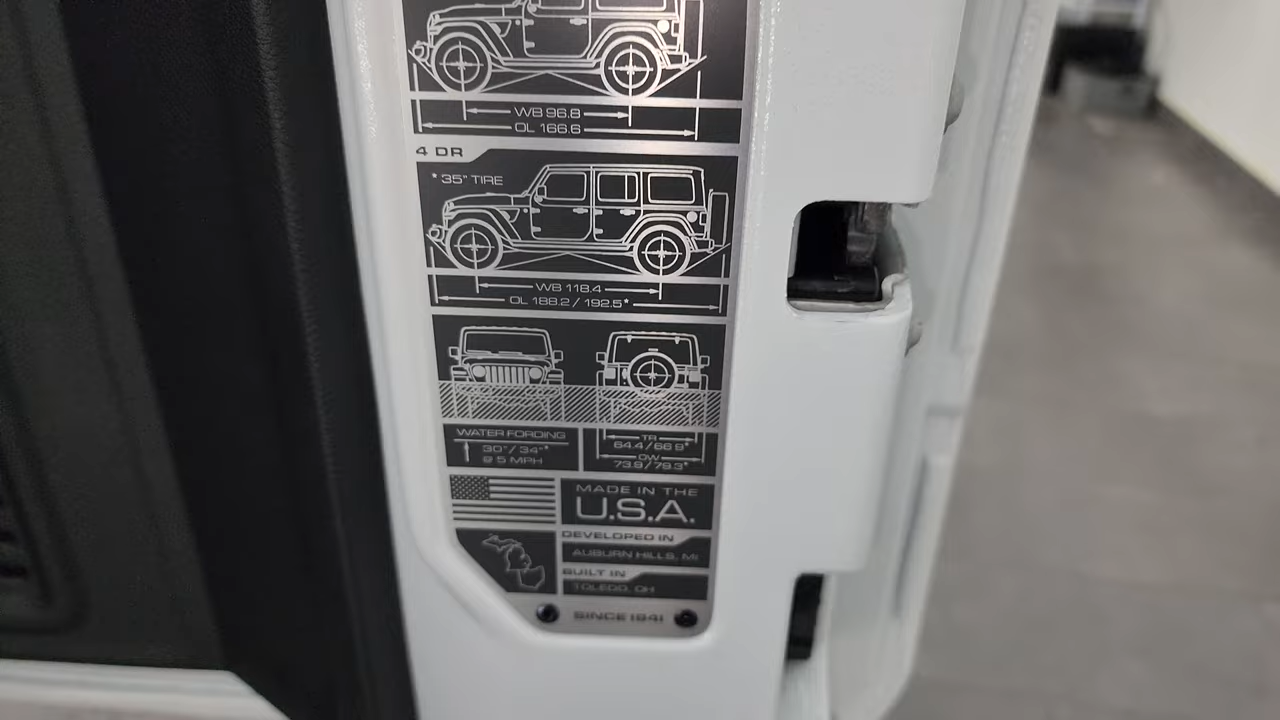 WB 96.8
OL 166.6
4 DR
* 35" TIRE
WB 118.4
OL 188.2 / 192.5*
WATER FORDING
30"/ 34"*
@ 5 MPH
TR
64.4/66.9*
OW
73.9/79.3*
MADE IN THE
U.S.A.
DEVELOPED IN
AUBURN HILLS, MI
BUILT IN
TOLEDO, OH
SINCE 1941